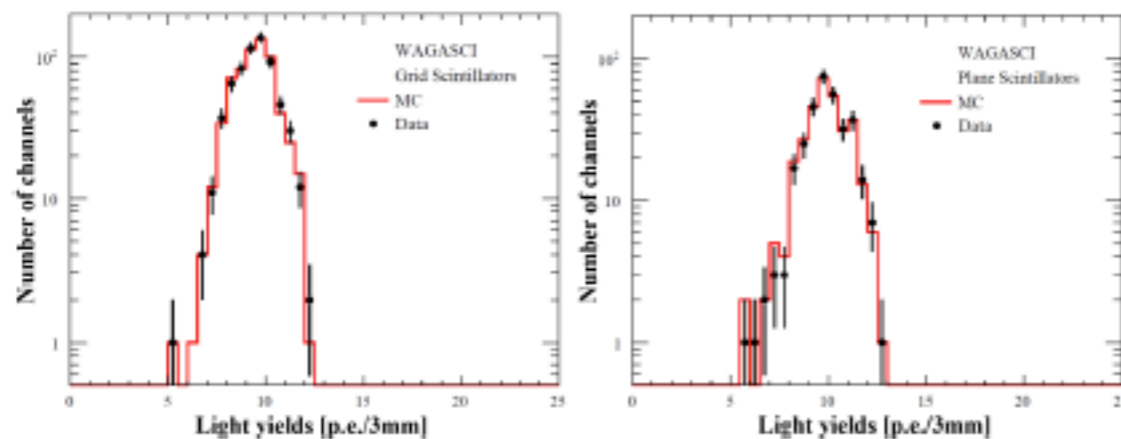 Number of channels
10²
10
1
WAGASCI
Grid Scintillators
MC
Data
0 5 10 15 20 25
Light yields [p.e./3mm]
Number of channels
10²
10
1
WAGASCI
Plane Scintillators
MC
Data
0 5 10 15 20 25
Light yields [p.e./3mm]